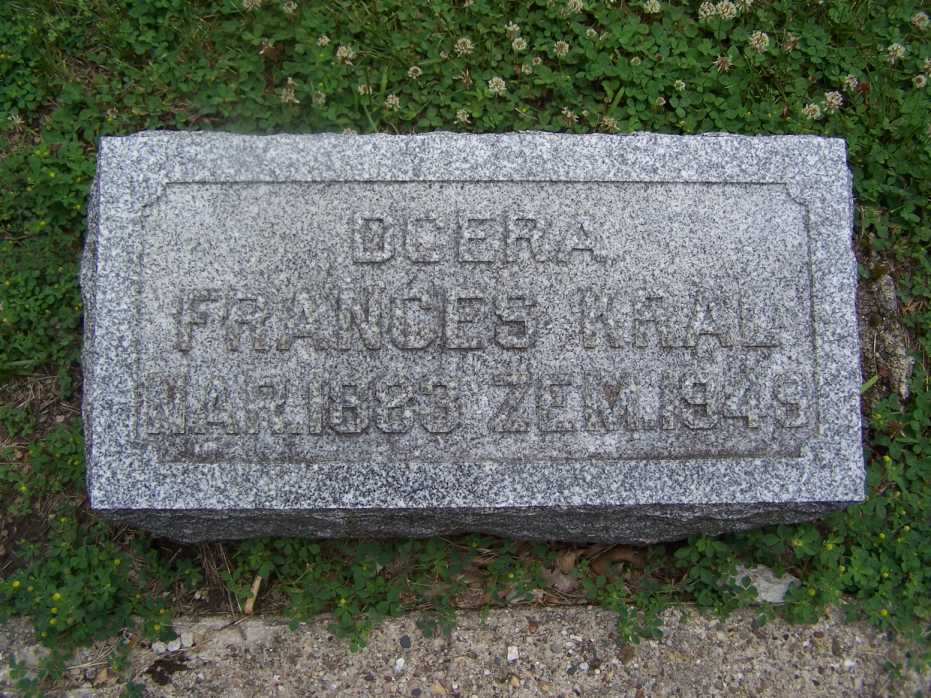 DCERA
FRANCES KRAL
NAR. 1883 ZEM. 1949